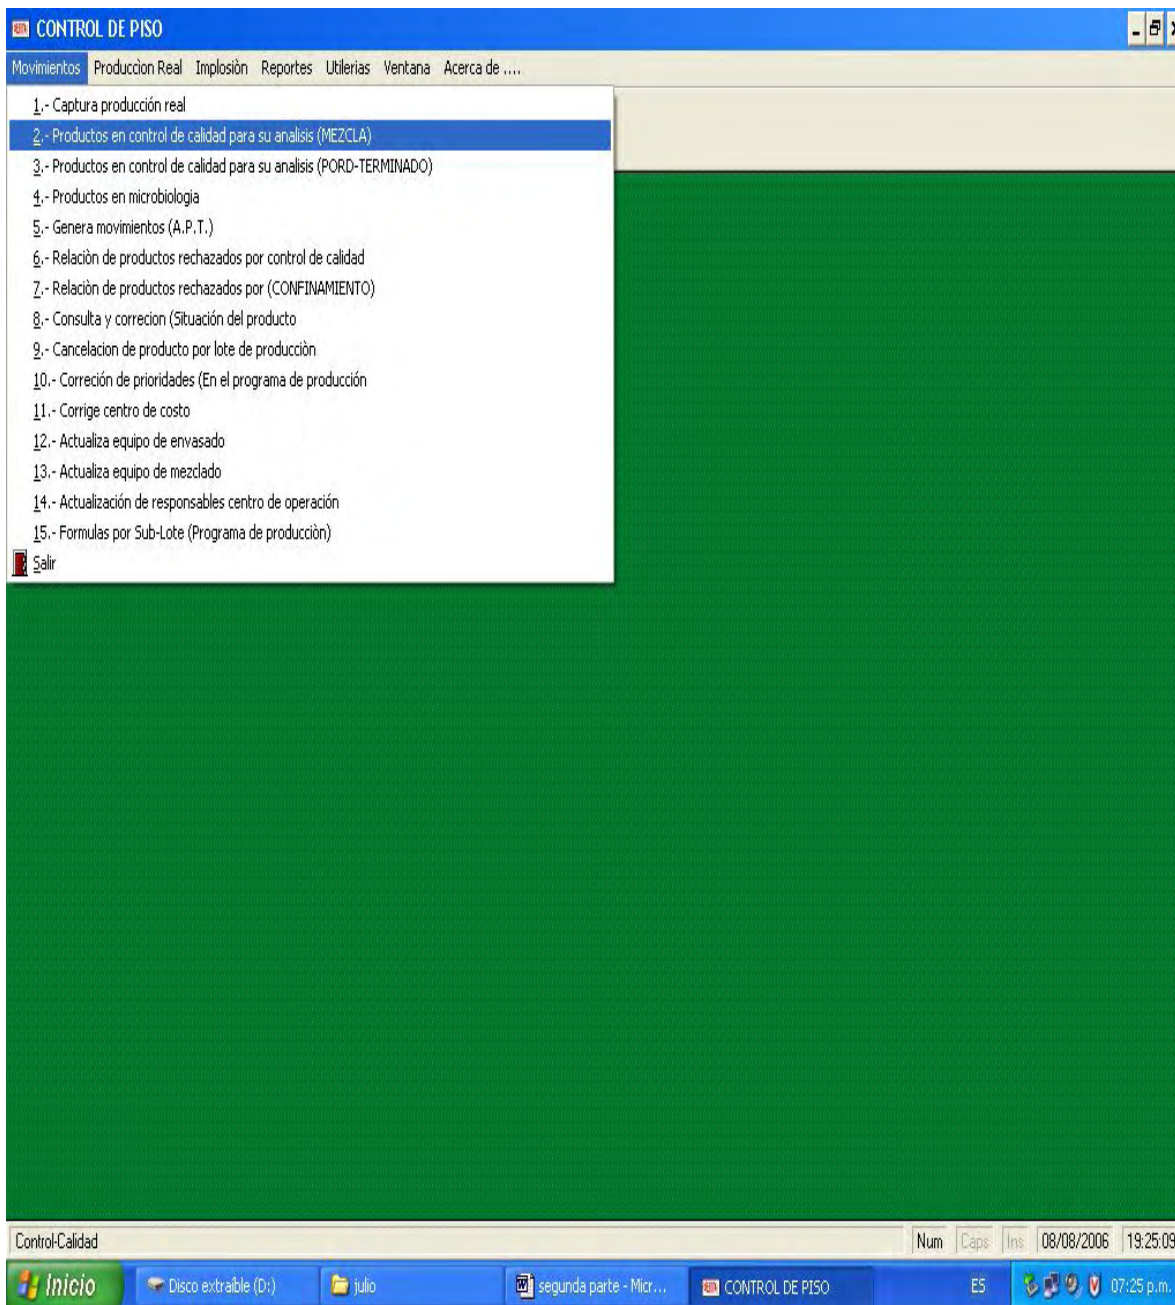 CONTROL DE PISO
Movimientos Producciòn Real Implosiòn Reportes Utilerias Ventana Acerca de ....
1.- Captura producción real
2.- Productos en control de calidad para su analisis (MEZCLA)
3.- Productos en control de calidad para su analisis (PORD-TERMINADO)
4.- Productos en microbiologia
5.- Genera movimientos (A.P.T.)
6.- Relaciòn de productos rechazados por control de calidad
7.- Relaciòn de productos rechazados por (CONFINAMIENTO)
8.- Consulta y correcion (Situación del producto
9.- Cancelacion de producto por lote de producciòn
10.- Correción de prioridades (En el programa de producción
11.- Corrige centro de costo
12.- Actualiza equipo de envasado
13.- Actualiza equipo de mezclado
14.- Actualización de responsables centro de operación
15.- Formulas por Sub-Lote (Programa de producciòn)
Salir
Control-Calidad Num Caps Ins 08/08/2006 19:25:09
Inicio Disco extraíble (D:) julio segunda parte - Micr... CONTROL DE PISO ES 07:25 p.m.